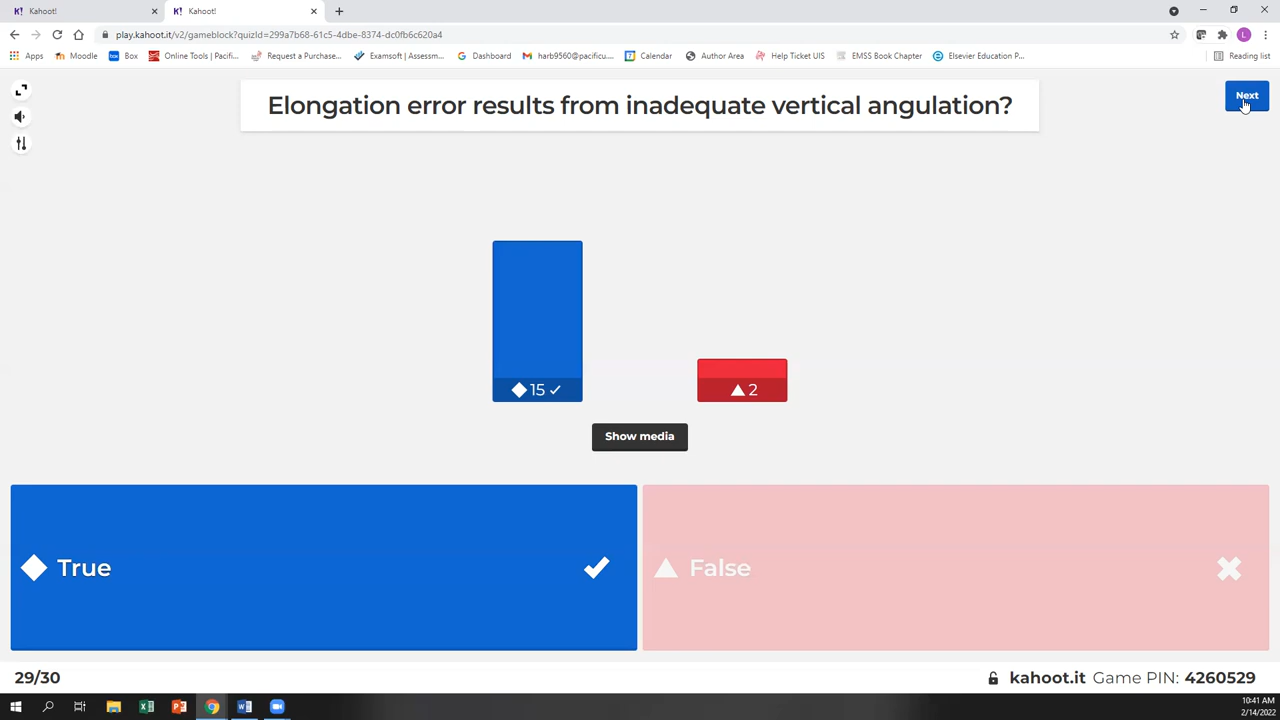 Kahoot!
Kahoot!
play.kahoot.it/v2/gameblock?quizId=299a7b68-61c5-4dbe-8374-dc0fb6c620a4
Apps Moodle Box Online Tools | Pacifi... Request a Purchase... Examsoft | Assessm... Dashboard harb9560@pacificu.... Calendar Author Area Help Ticket UIS EMSS Book Chapter Elsevier Education P... Reading list
Elongation error results from inadequate vertical angulation?
Next
15
2
Show media
True
False
29/30
kahoot.it Game PIN: 4260529
10:41 AM
2/14/2022